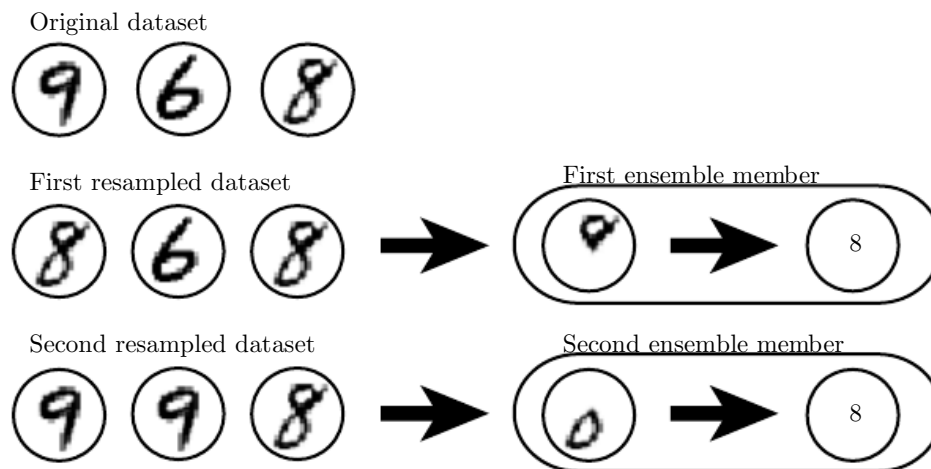 Original dataset
9 6 8
First resampled dataset
First ensemble member
8 6 8
8
Second resampled dataset
Second ensemble member
9 9 8
8